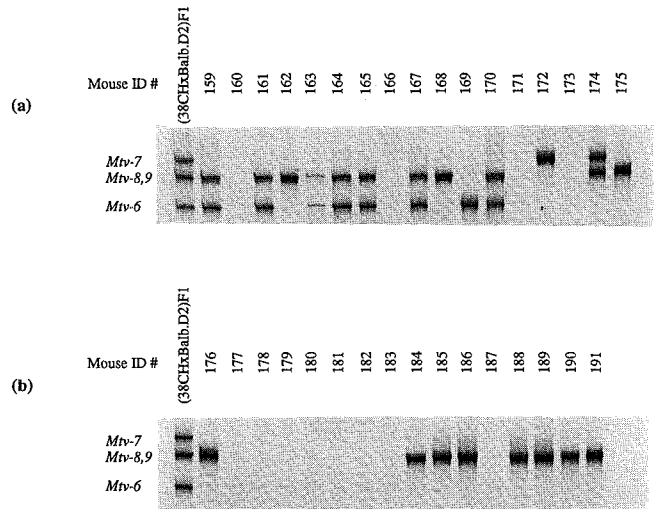 (a)
Mouse ID #
(38CHxBalb.D2)F1
159
160
161
162
163
164
165
166
167
168
169
170
171
172
173
174
175
Mtv-7
Mtv-8,9
Mtv-6
(b)
Mouse ID #
(38CHxBalb.D2)F1
176
177
178
179
180
181
182
183
184
185
186
187
188
189
190
191
Mtv-7
Mtv-8,9
Mtv-6